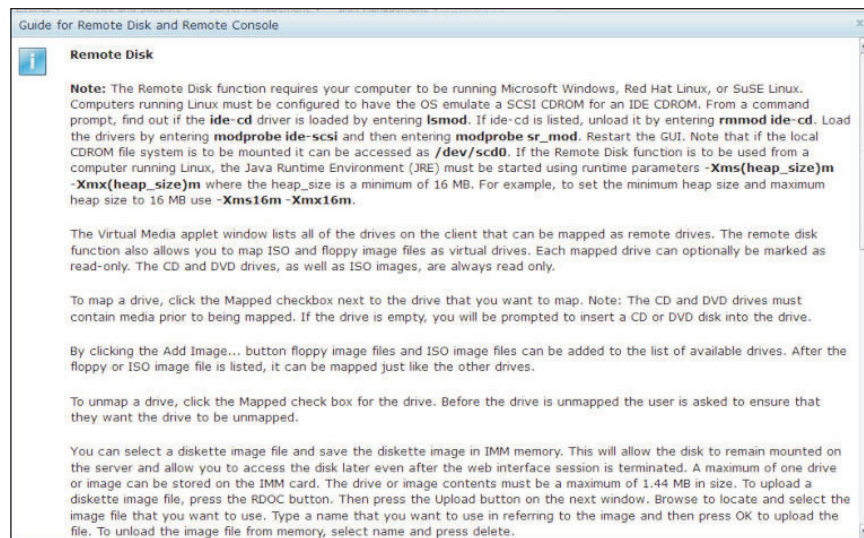 Guide for Remote Disk and Remote Console
Remote Disk
Note: The Remote Disk function requires your computer to be running Microsoft Windows, Red Hat Linux, or SuSE Linux.
Computers running Linux must be configured to have the OS emulate a SCSI CDROM for an IDE CDROM. From a command
prompt, find out if the ide-cd driver is loaded by entering lsmod. If ide-cd is listed, unload it by entering rmmod ide-cd. Load
the drivers by entering modprobe ide-scsi and then entering modprobe sr_mod. Restart the GUI. Note that if the local
CDROM file system is to be mounted it can be accessed as /dev/scd0. If the Remote Disk function is to be used from a
computer running Linux, the Java Runtime Environment (JRE) must be started using runtime parameters -Xms(heap_size)m
-Xmx(heap_size)m where the heap_size is a minimum of 16 MB. For example, to set the minimum heap size and maximum
heap size to 16 MB use -Xms16m -Xmx16m.
The Virtual Media applet window lists all of the drives on the client that can be mapped as remote drives. The remote disk
function also allows you to map ISO and floppy image files as virtual drives. Each mapped drive can optionally be marked as
read-only. The CD and DVD drives, as well as ISO images, are always read only.
To map a drive, click the Mapped checkbox next to the drive that you want to map. Note: The CD and DVD drives must
contain media prior to being mapped. If the drive is empty, you will be prompted to insert a CD or DVD disk into the drive.
By clicking the Add Image... button floppy image files and ISO image files can be added to the list of available drives. After the
floppy or ISO image file is listed, it can be mapped just like the other drives.
To unmap a drive, click the Mapped check box for the drive. Before the drive is unmapped the user is asked to ensure that
they want the drive to be unmapped.
You can select a diskette image file and save the diskette image in IMM memory. This will allow the disk to remain mounted on
the server and allow you to access the disk later even after the web interface session is terminated. A maximum of one drive
or image can be stored on the IMM card. The drive or image contents must be a maximum of 1.44 MB in size. To upload a
diskette image file, press the RDOC button. Then press the Upload button on the next window. Browse to locate and select the
image file that you want to use. Type a name that you want to use in referring to the image and then press OK to upload the
file. To unload the image file from memory, select name and press delete.